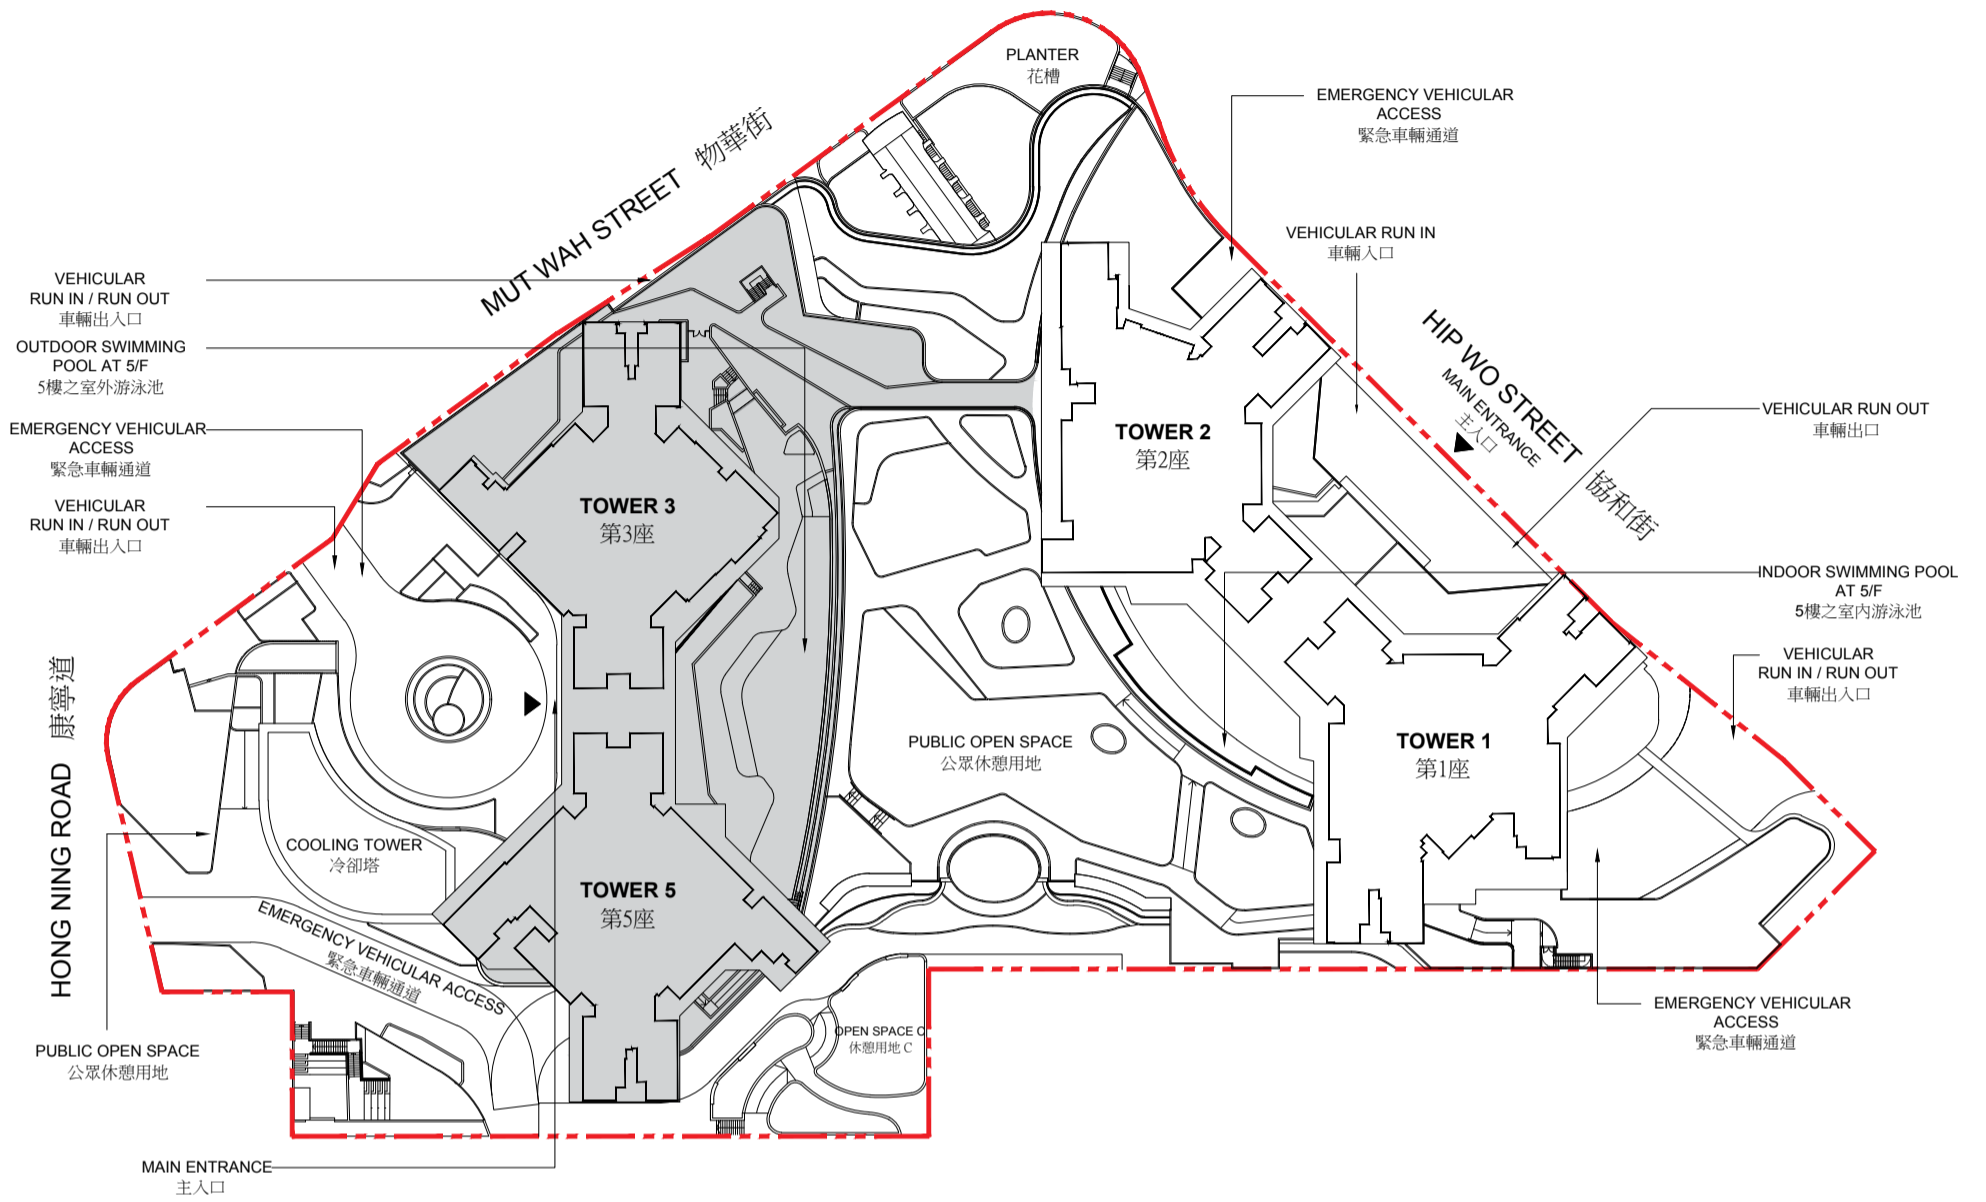 PLANTER
花槽
EMERGENCY VEHICULAR
ACCESS
緊急車輛通道
MUT WAH STREET 物華街
VEHICULAR RUN IN
車輛入口
VEHICULAR
RUN IN / RUN OUT
車輛出入口
OUTDOOR SWIMMING
POOL AT 5/F
5樓之室外游泳池
EMERGENCY VEHICULAR
ACCESS
緊急車輛通道
VEHICULAR
RUN IN / RUN OUT
車輛出入口
HIP WO STREET 協和街
MAIN ENTRANCE
主入口
VEHICULAR RUN OUT
車輛出口
TOWER 2
第2座
TOWER 3
第3座
INDOOR SWIMMING POOL
AT 5/F
5樓之室內游泳池
VEHICULAR
RUN IN / RUN OUT
車輛出入口
HONG NING ROAD 康寧道
PUBLIC OPEN SPACE
公眾休憩用地
TOWER 1
第1座
COOLING TOWER
冷卻塔
TOWER 5
第5座
EMERGENCY VEHICULAR ACCESS
緊急車輛通道
OPEN SPACE C
休憩用地 C
PUBLIC OPEN SPACE
公眾休憩用地
EMERGENCY VEHICULAR
ACCESS
緊急車輛通道
MAIN ENTRANCE
主入口